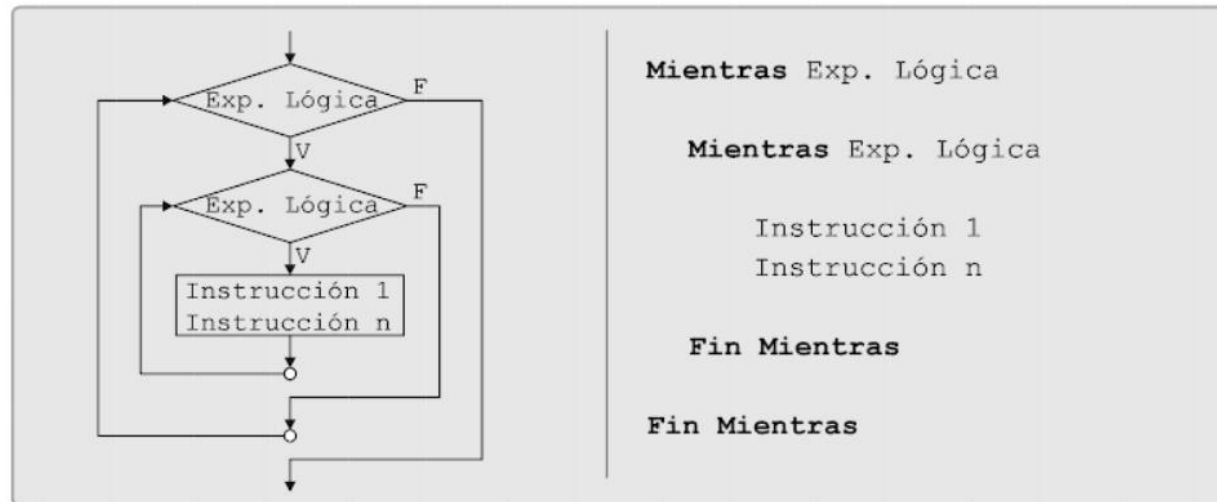 Exp. Lógica
F
V
Exp. Lógica
F
V
Instrucción 1
Instrucción n
Mientras Exp. Lógica
Mientras Exp. Lógica
Instrucción 1
Instrucción n
Fin Mientras
Fin Mientras